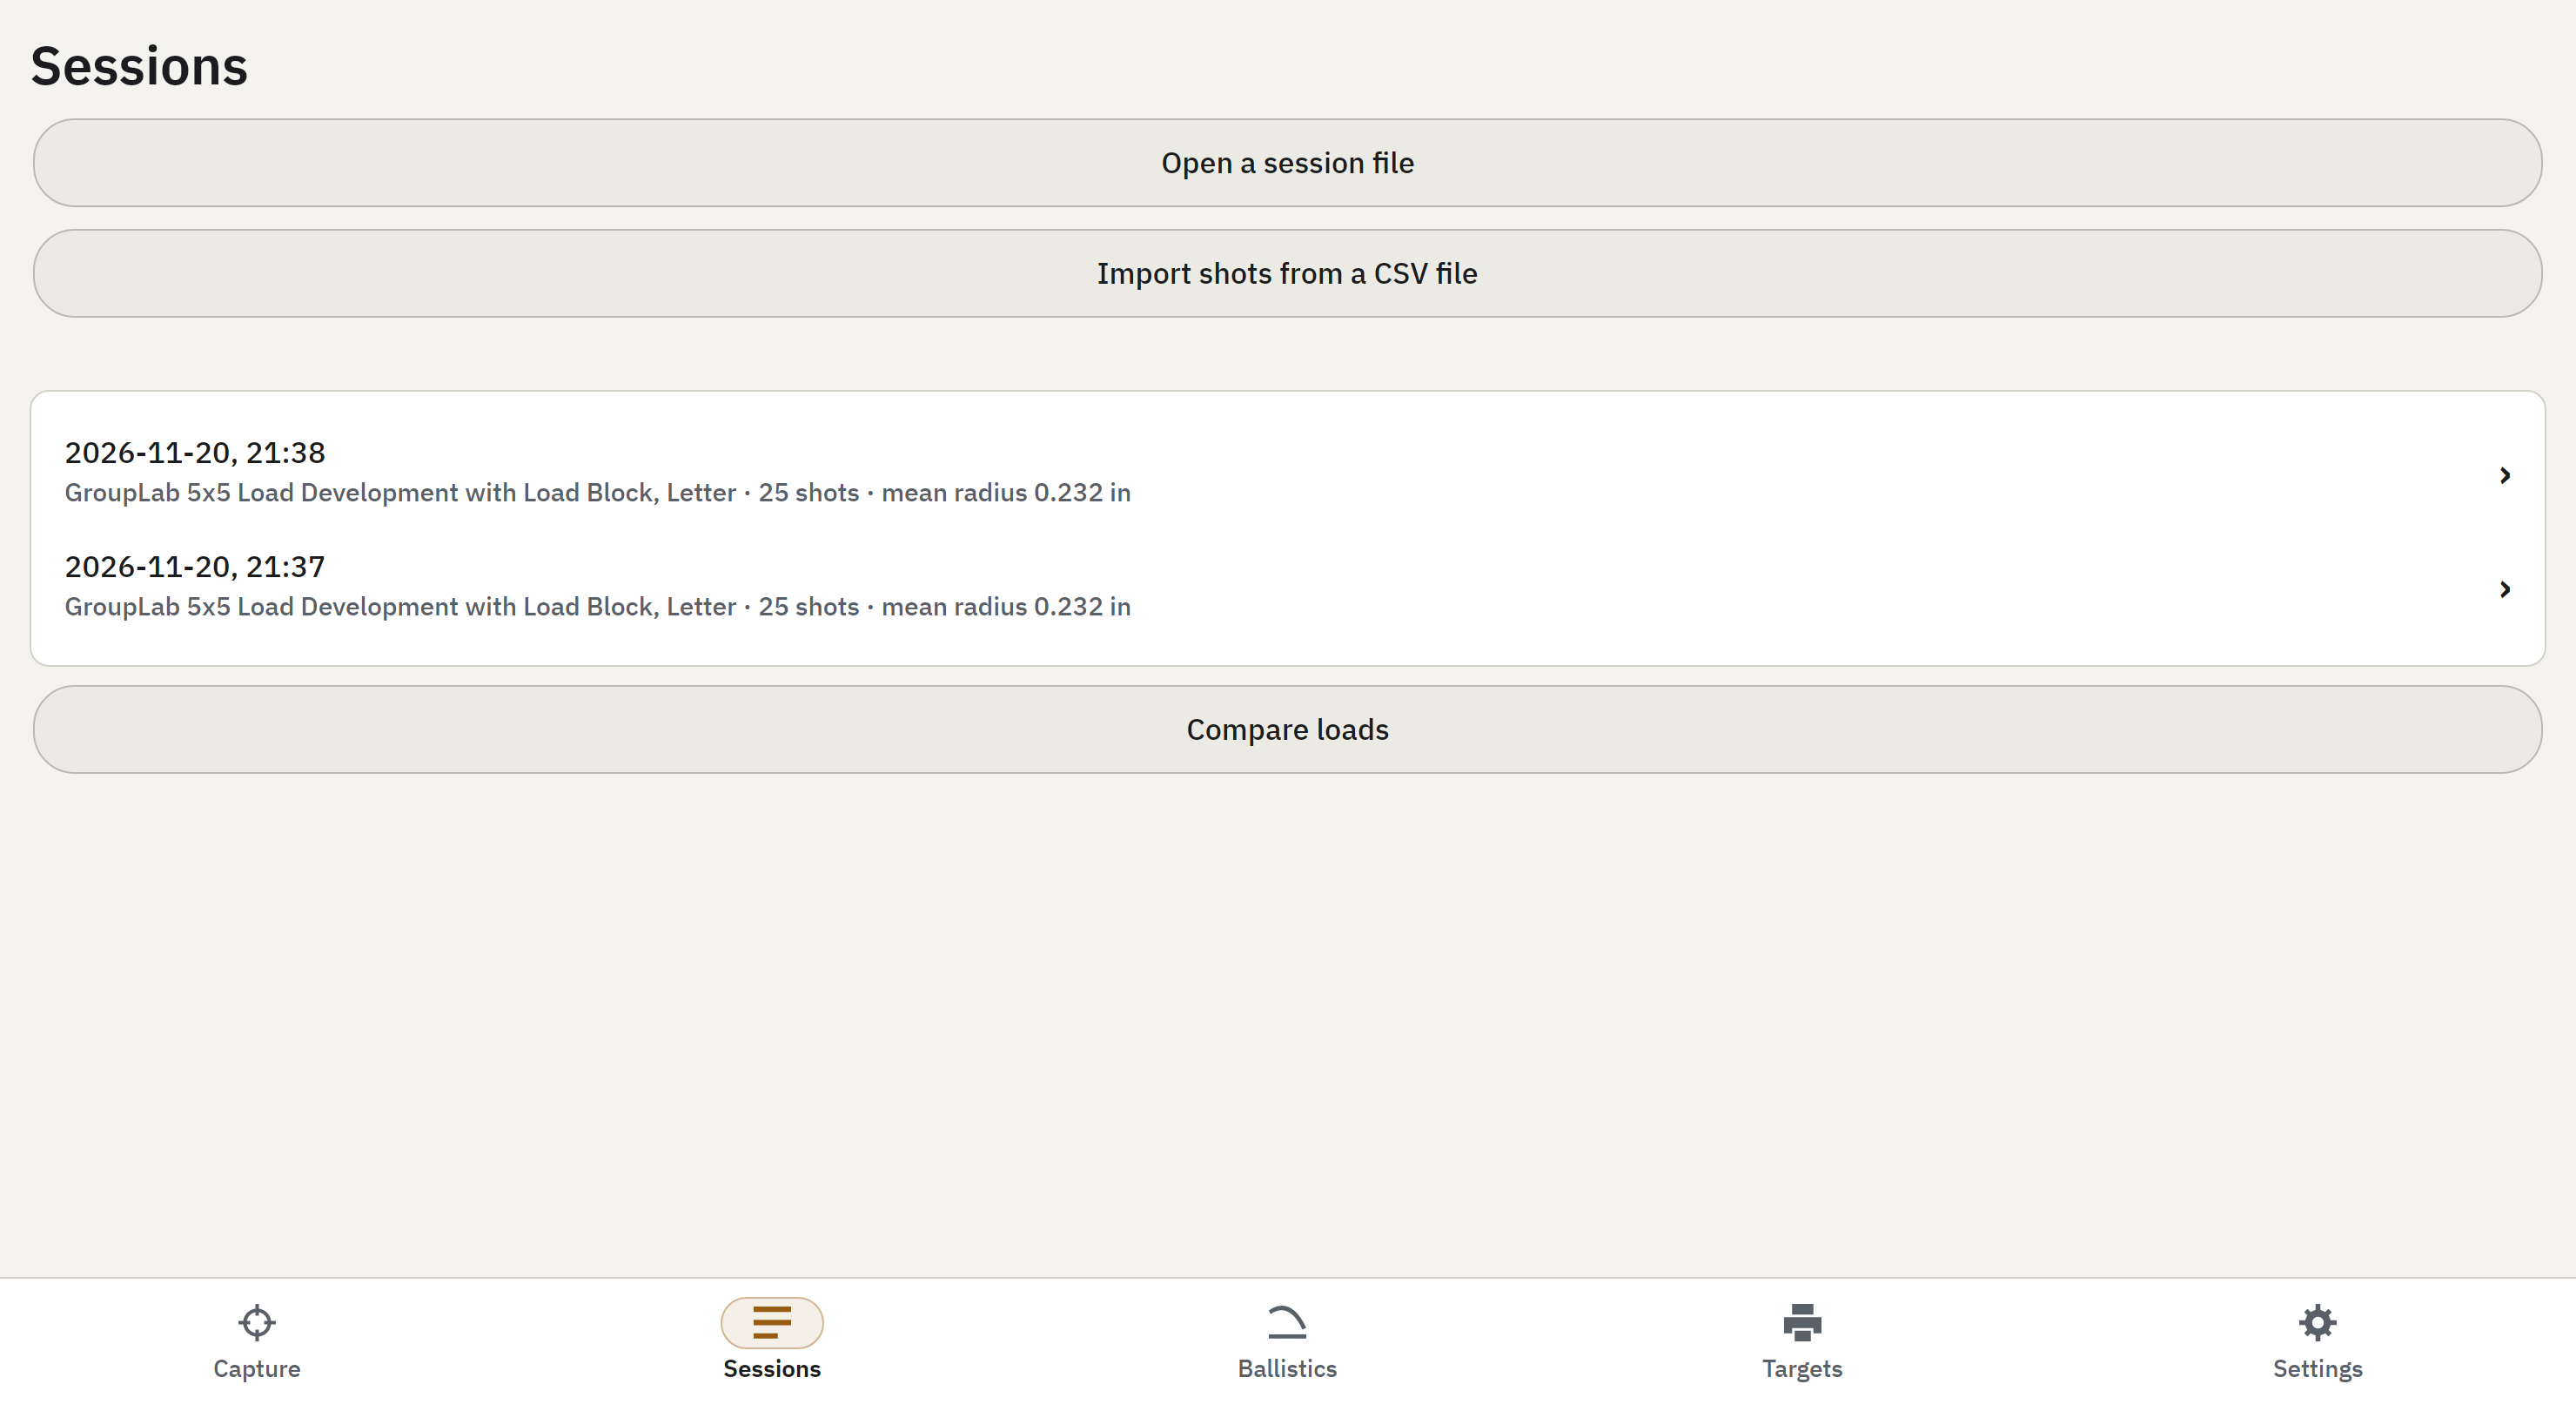 Sessions
Open a session file
Import shots from a CSV file
2026-11-20, 21:38
GroupLab 5x5 Load Development with Load Block, Letter · 25 shots · mean radius 0.232 in
2026-11-20, 21:37
GroupLab 5x5 Load Development with Load Block, Letter · 25 shots · mean radius 0.232 in
Compare loads
Capture
Sessions
Ballistics
Targets
Settings